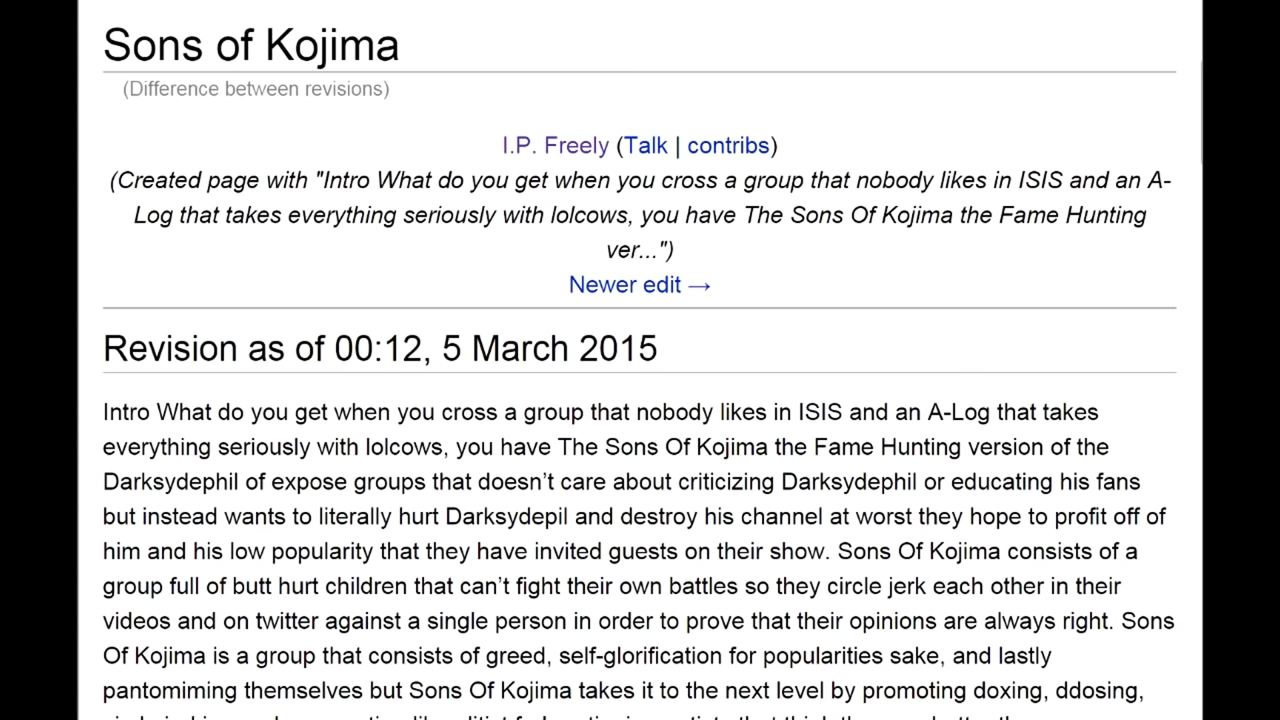 Sons of Kojima
(Difference between revisions)
I.P. Freely (Talk | contribs)
(Created page with "Intro What do you get when you cross a group that nobody likes in ISIS and an A-
Log that takes everything seriously with lolcows, you have The Sons Of Kojima the Fame Hunting
ver...")
Newer edit →
Revision as of 00:12, 5 March 2015
Intro What do you get when you cross a group that nobody likes in ISIS and an A-Log that takes
everything seriously with lolcows, you have The Sons Of Kojima the Fame Hunting version of the
Darksydephil of expose groups that doesn't care about criticizing Darksydephil or educating his fans
but instead wants to literally hurt Darksydepil and destroy his channel at worst they hope to profit off of
him and his low popularity that they have invited guests on their show. Sons Of Kojima consists of a
group full of butt hurt children that can't fight their own battles so they circle jerk each other in their
videos and on twitter against a single person in order to prove that their opinions are always right. Sons
Of Kojima is a group that consists of greed, self-glorification for popularities sake, and lastly
pantomiming themselves but Sons Of Kojima takes it to the next level by promoting doxing, ddosing,